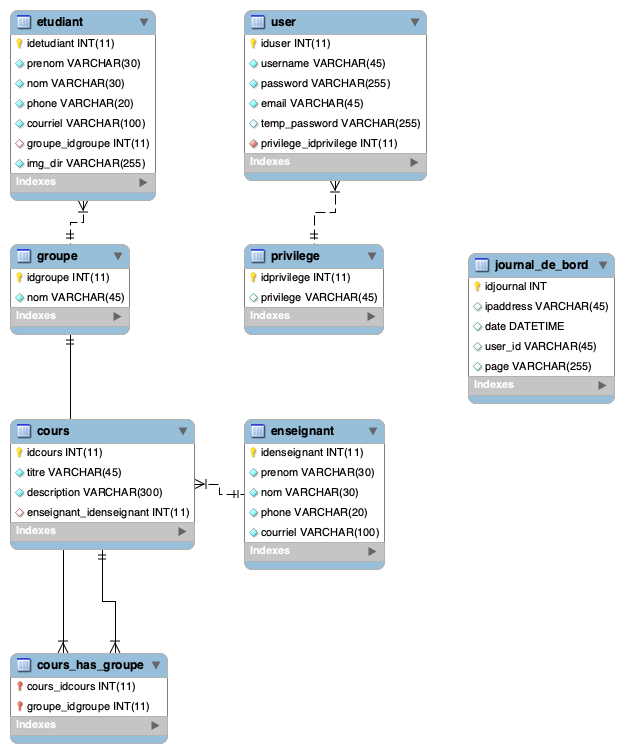 etudiant
idetudiant INT(11)
prenom VARCHAR(30)
nom VARCHAR(30)
phone VARCHAR(20)
courriel VARCHAR(100)
groupe_idgroupe INT(11)
img_dir VARCHAR(255)
Indexes
user
iduser INT(11)
username VARCHAR(45)
password VARCHAR(255)
email VARCHAR(45)
temp_password VARCHAR(255)
privilege_idprivilege INT(11)
Indexes
groupe
idgroupe INT(11)
nom VARCHAR(45)
Indexes
privilege
idprivilege INT(11)
privilege VARCHAR(45)
Indexes
journal_de_bord
idjournal INT
ipaddress VARCHAR(45)
date DATETIME
user_id VARCHAR(45)
page VARCHAR(255)
Indexes
cours
idcours INT(11)
titre VARCHAR(45)
description VARCHAR(300)
enseignant_idenseignant INT(11)
Indexes
enseignant
idenseignant INT(11)
prenom VARCHAR(30)
nom VARCHAR(30)
phone VARCHAR(20)
courriel VARCHAR(100)
Indexes
cours_has_groupe
cours_idcours INT(11)
groupe_idgroupe INT(11)
Indexes